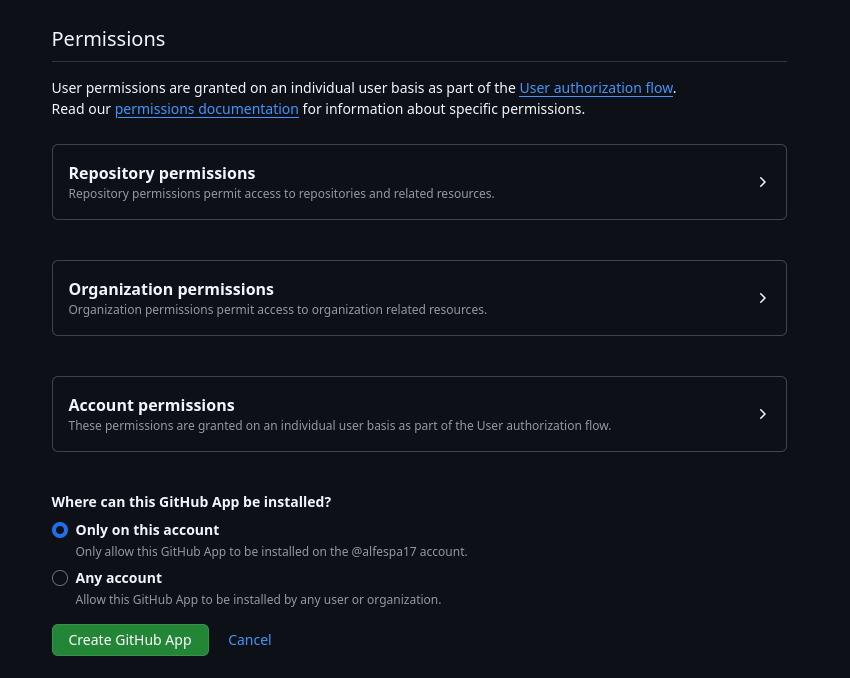 Permissions
User permissions are granted on an individual user basis as part of the User authorization flow.
Read our permissions documentation for information about specific permissions.
Repository permissions
Repository permissions permit access to repositories and related resources.
Organization permissions
Organization permissions permit access to organization related resources.
Account permissions
These permissions are granted on an individual user basis as part of the User authorization flow.
Where can this GitHub App be installed?
Only on this account
Only allow this GitHub App to be installed on the @alfespa17 account.
Any account
Allow this GitHub App to be installed by any user or organization.
Create GitHub App Cancel